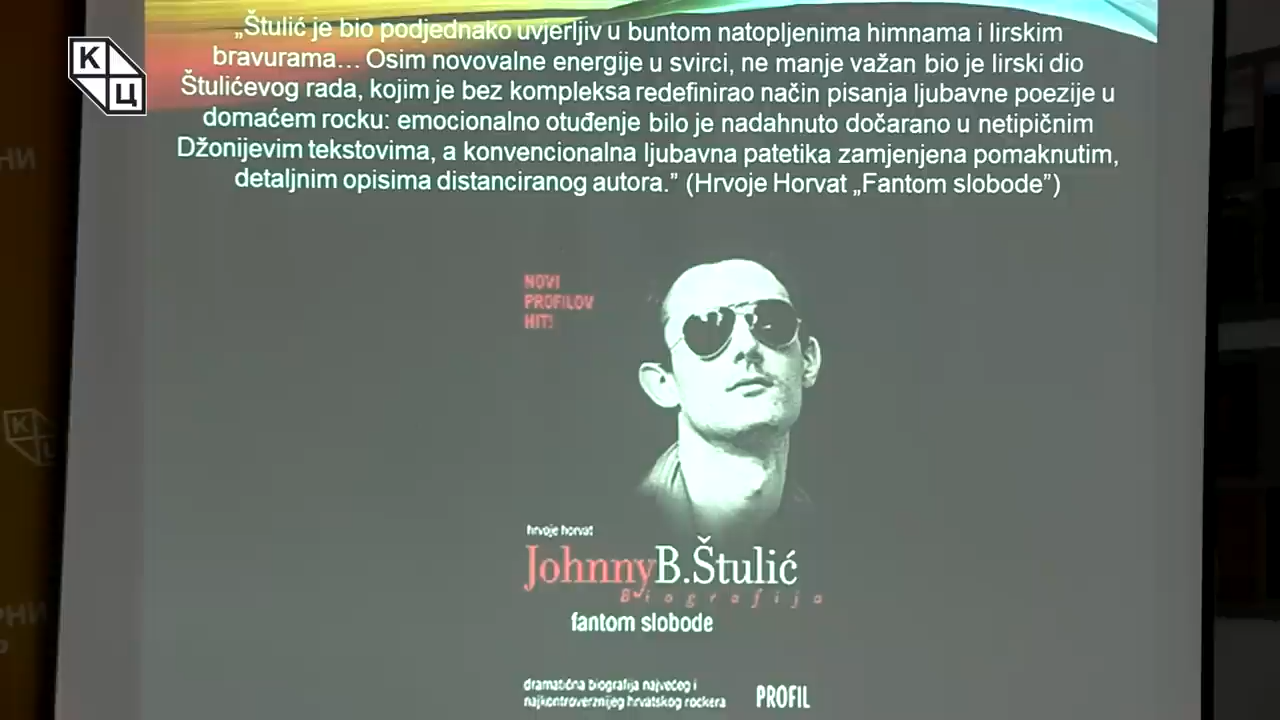 „Štulić je bio podjednako uvjerljiv u buntom natopljenima himnama i lirskim
bravurama... Osim novovalne energije u svirci, ne manje važan bio je lirski dio
Štulićevog rada, kojim je bez kompleksa redefinirao način pisanja ljubavne poezije u
domaćem rocku: emocionalno otuđenje bilo je nadahnuto dočarano u netipičnim
Džonijevim tekstovima, a konvencionalna ljubavna patetika zamjenjena pomaknutim,
detaljnim opisima distanciranog autora.” (Hrvoje Horvat „Fantom slobode”)
К
Ц
NOVI
PROFILOV
HIT!
hrvoje horvat
Johnny B. Štulić
Biografija
fantom slobode
dramatična biografija najvećeg i
najkontroverznijeg hrvatskog rockera
PROFIL